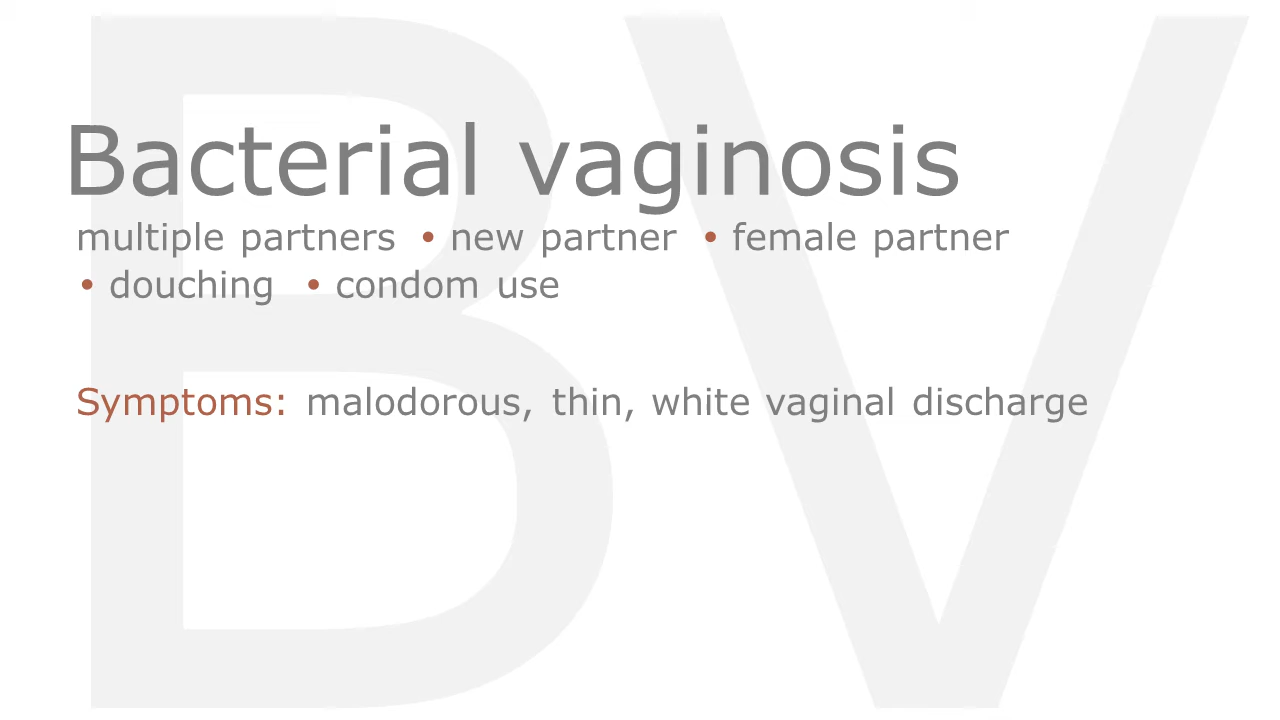 BV
Bacterial vaginosis
multiple partners • new partner • female partner
• douching • condom use
Symptoms: malodorous, thin, white vaginal discharge